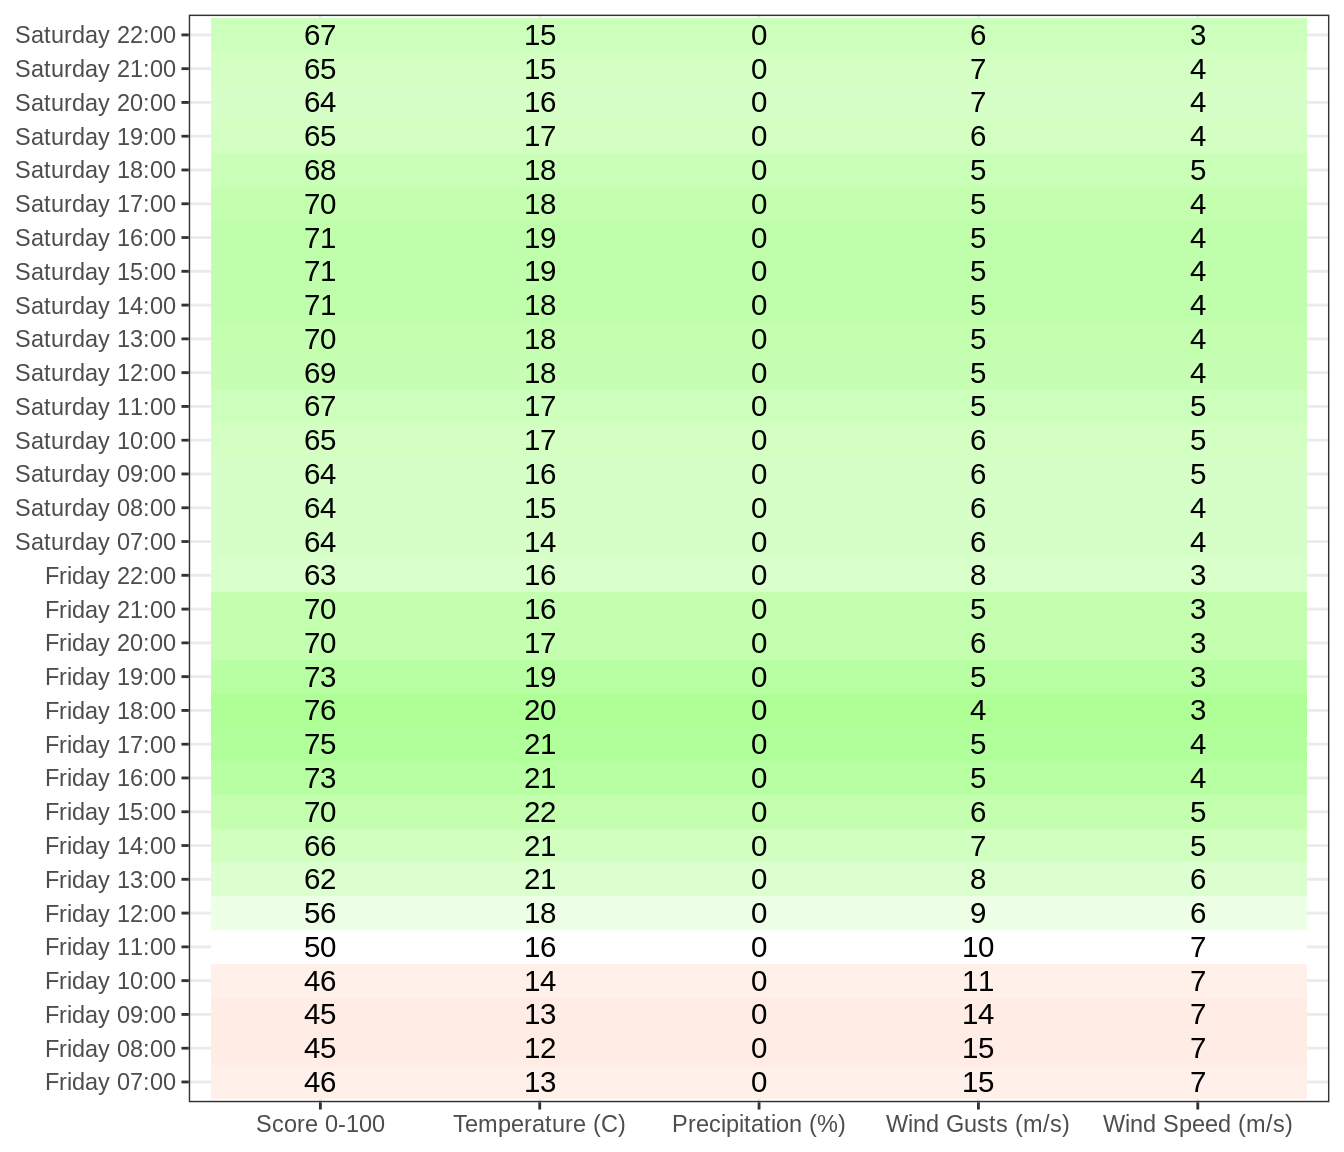 Saturday 22:00 67 15 0 6 3
Saturday 21:00 65 15 0 7 4
Saturday 20:00 64 16 0 7 4
Saturday 19:00 65 17 0 6 4
Saturday 18:00 68 18 0 5 5
Saturday 17:00 70 18 0 5 4
Saturday 16:00 71 19 0 5 4
Saturday 15:00 71 19 0 5 4
Saturday 14:00 71 18 0 5 4
Saturday 13:00 70 18 0 5 4
Saturday 12:00 69 18 0 5 4
Saturday 11:00 67 17 0 5 5
Saturday 10:00 65 17 0 6 5
Saturday 09:00 64 16 0 6 5
Saturday 08:00 64 15 0 6 4
Saturday 07:00 64 14 0 6 4
Friday 22:00 63 16 0 8 3
Friday 21:00 70 16 0 5 3
Friday 20:00 70 17 0 6 3
Friday 19:00 73 19 0 5 3
Friday 18:00 76 20 0 4 3
Friday 17:00 75 21 0 5 4
Friday 16:00 73 21 0 5 4
Friday 15:00 70 22 0 6 5
Friday 14:00 66 21 0 7 5
Friday 13:00 62 21 0 8 6
Friday 12:00 56 18 0 9 6
Friday 11:00 50 16 0 10 7
Friday 10:00 46 14 0 11 7
Friday 09:00 45 13 0 14 7
Friday 08:00 45 12 0 15 7
Friday 07:00 46 13 0 15 7
Score 0-100 Temperature (C) Precipitation (%) Wind Gusts (m/s) Wind Speed (m/s)